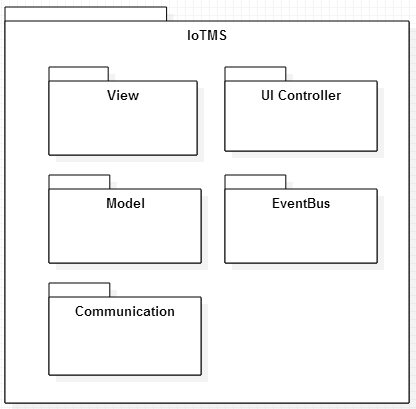 IoTMS
View
UI Controller
Model
EventBus
Communication